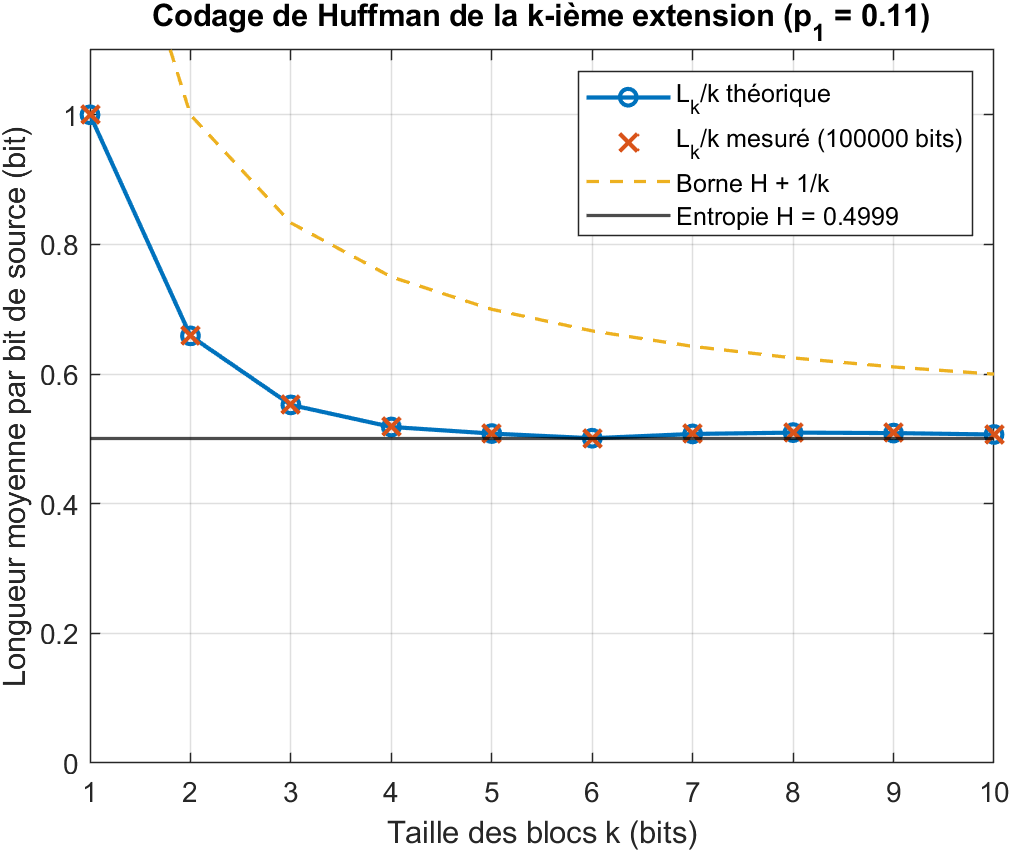 Codage de Huffman de la k-ième extension (p1 = 0.11)
Lk/k théorique
Lk/k mesuré (100000 bits)
Borne H + 1/k
Entropie H = 0.4999
Longueur moyenne par bit de source (bit)
1
0.8
0.6
0.4
0.2
0
1 2 3 4 5 6 7 8 9 10
Taille des blocs k (bits)